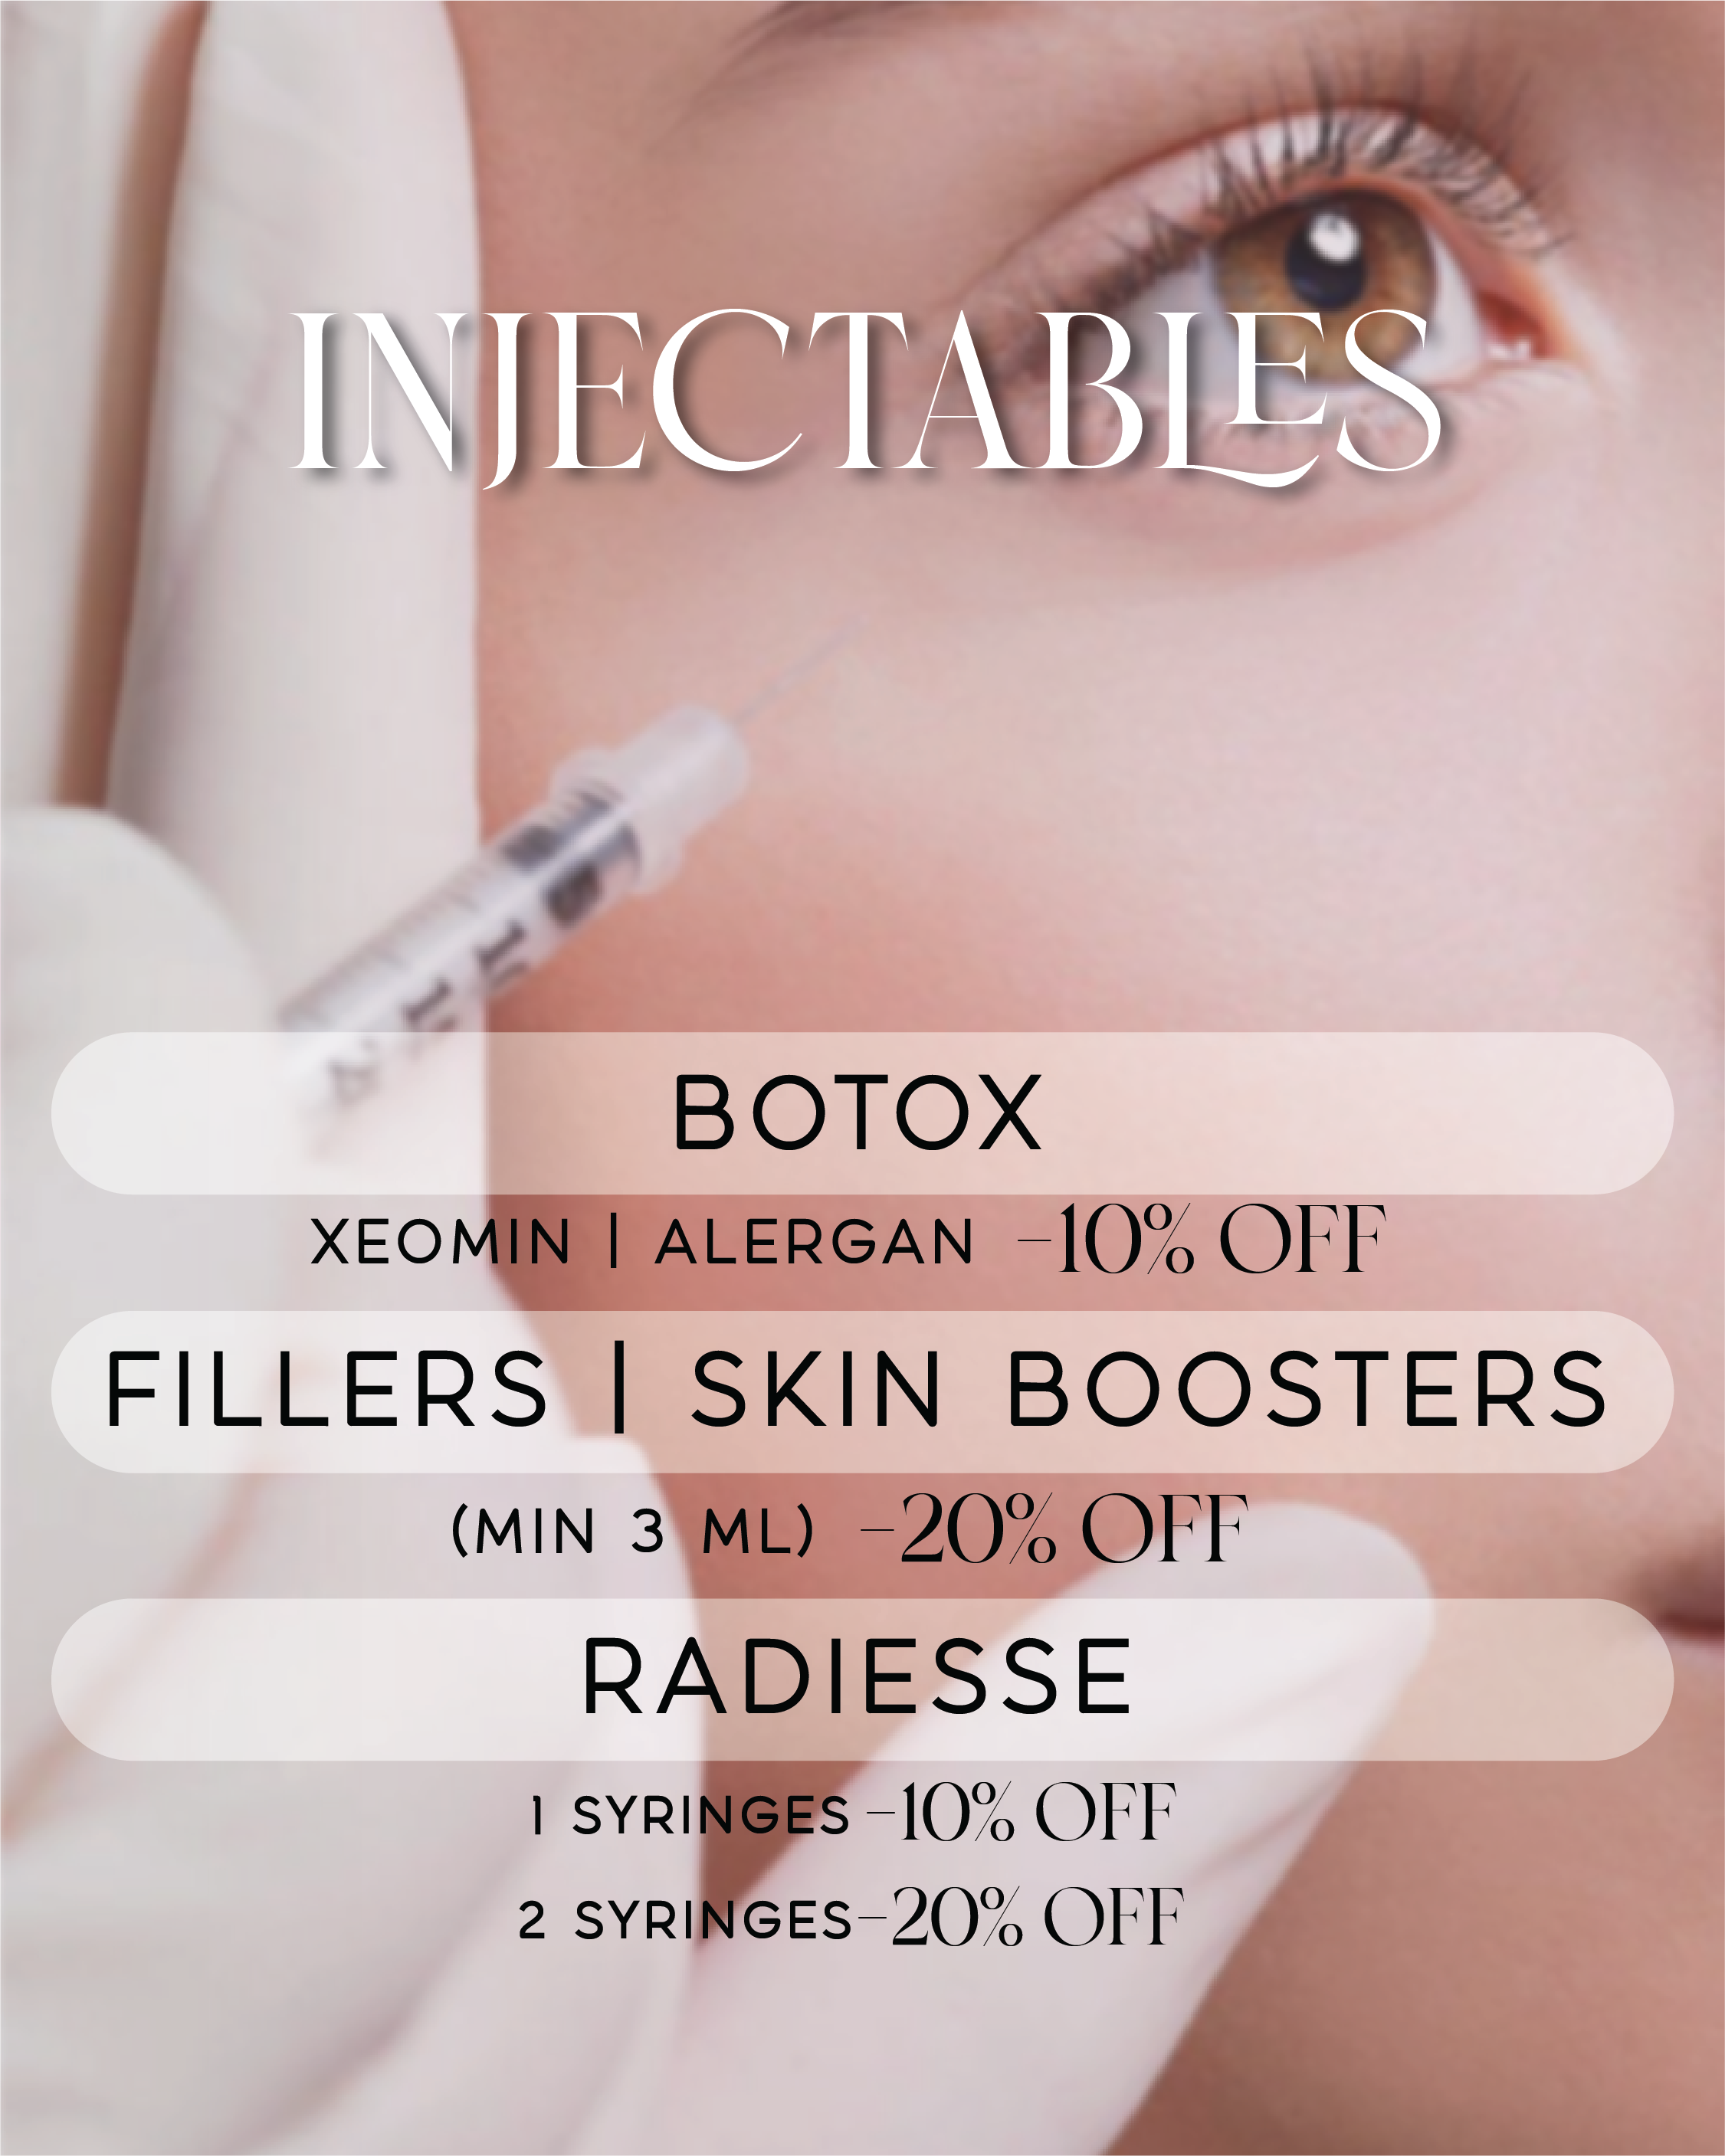 INJECTABLES
BOTOX
XEOMIN | ALERGAN -10% OFF
FILLERS | SKIN BOOSTERS
(MIN 3 ML) -20% OFF
RADIESSE
1 SYRINGES -10% OFF
2 SYRINGES -20% OFF